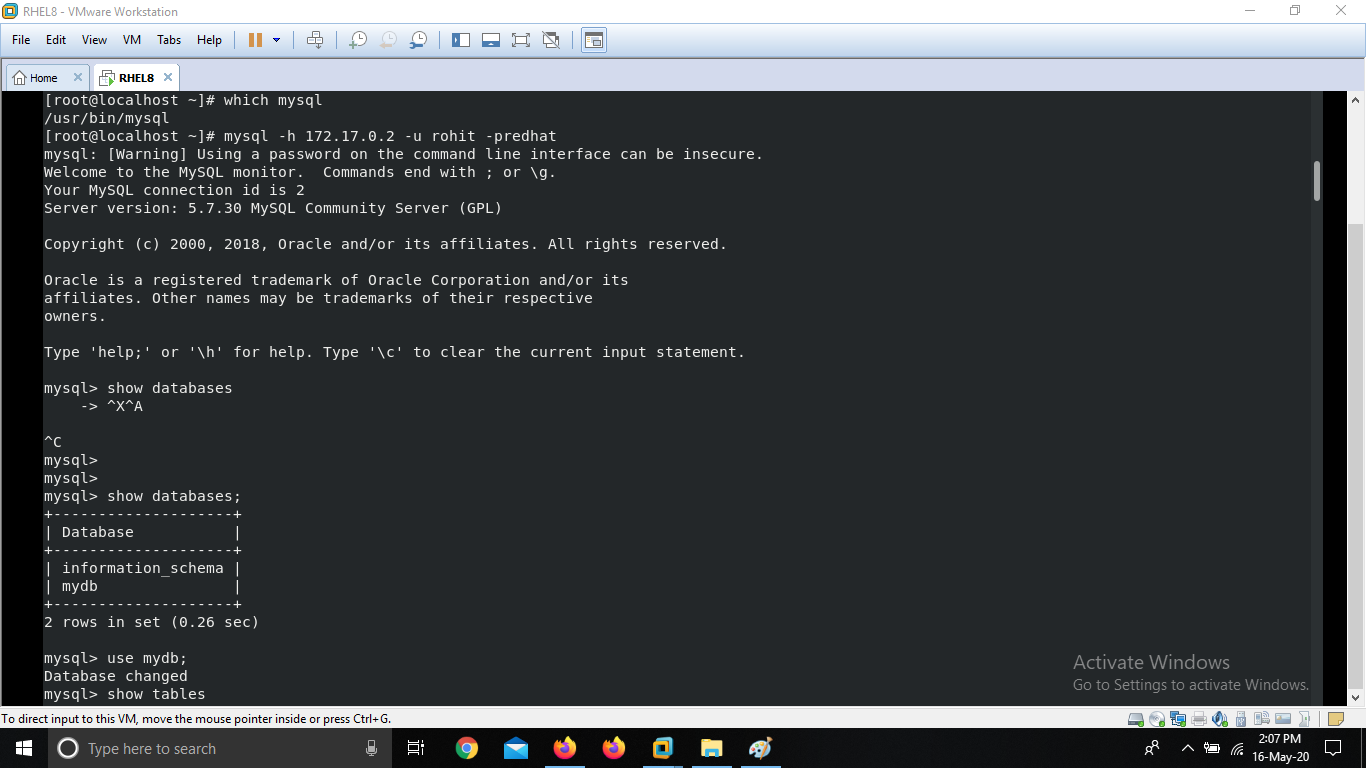 RHEL8 - VMware Workstation
File Edit View VM Tabs Help
Home RHEL8
[root@localhost ~]# which mysql
/usr/bin/mysql
[root@localhost ~]# mysql -h 172.17.0.2 -u rohit -predhat
mysql: [Warning] Using a password on the command line interface can be insecure.
Welcome to the MySQL monitor.  Commands end with ; or \g.
Your MySQL connection id is 2
Server version: 5.7.30 MySQL Community Server (GPL)
Copyright (c) 2000, 2018, Oracle and/or its affiliates. All rights reserved.
Oracle is a registered trademark of Oracle Corporation and/or its
affiliates. Other names may be trademarks of their respective
owners.
Type 'help;' or '\h' for help. Type '\c' to clear the current input statement.
mysql> show databases
    -> ^X^A
^C
mysql>
mysql>
mysql> show databases;
+--------------------+
| Database           |
+--------------------+
| information_schema |
| mydb               |
+--------------------+
2 rows in set (0.26 sec)
mysql> use mydb;
Database changed
mysql> show tables
Activate Windows
Go to Settings to activate Windows.
To direct input to this VM, move the mouse pointer inside or press Ctrl+G.
Type here to search
2:07 PM
16-May-20